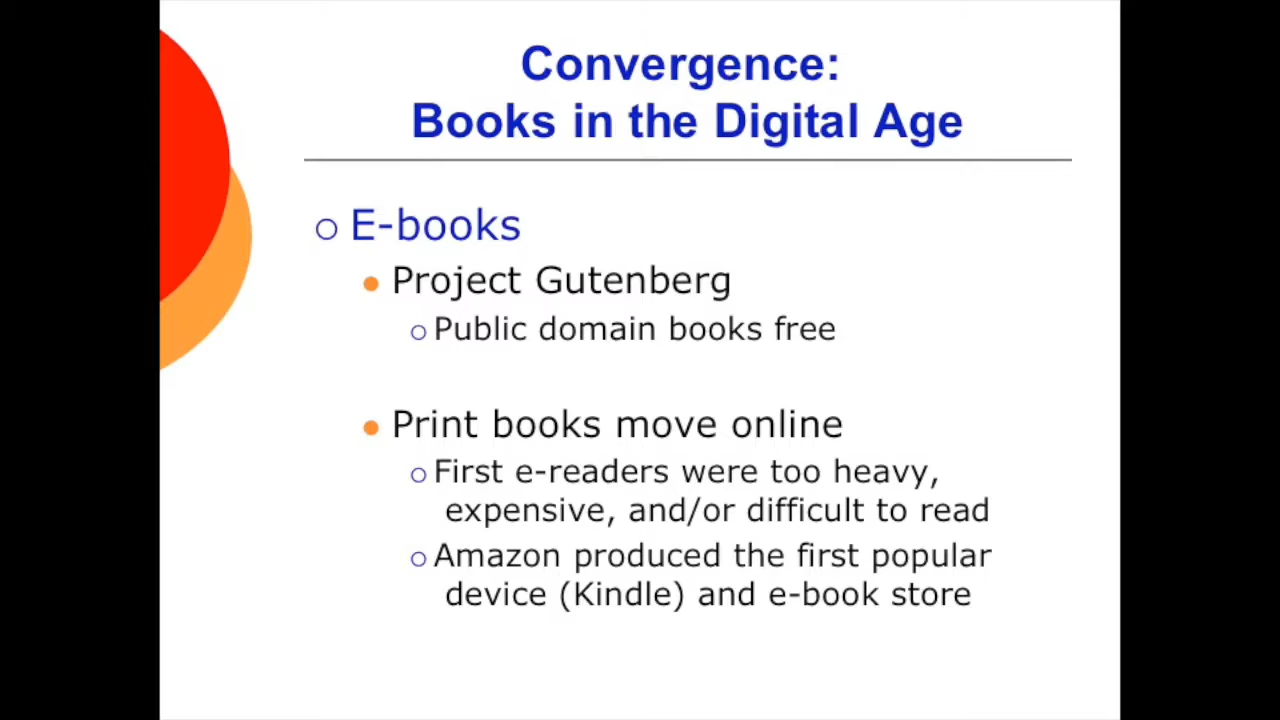 Convergence:
Books in the Digital Age
E-books
Project Gutenberg
Public domain books free
Print books move online
First e-readers were too heavy,
expensive, and/or difficult to read
Amazon produced the first popular
device (Kindle) and e-book store